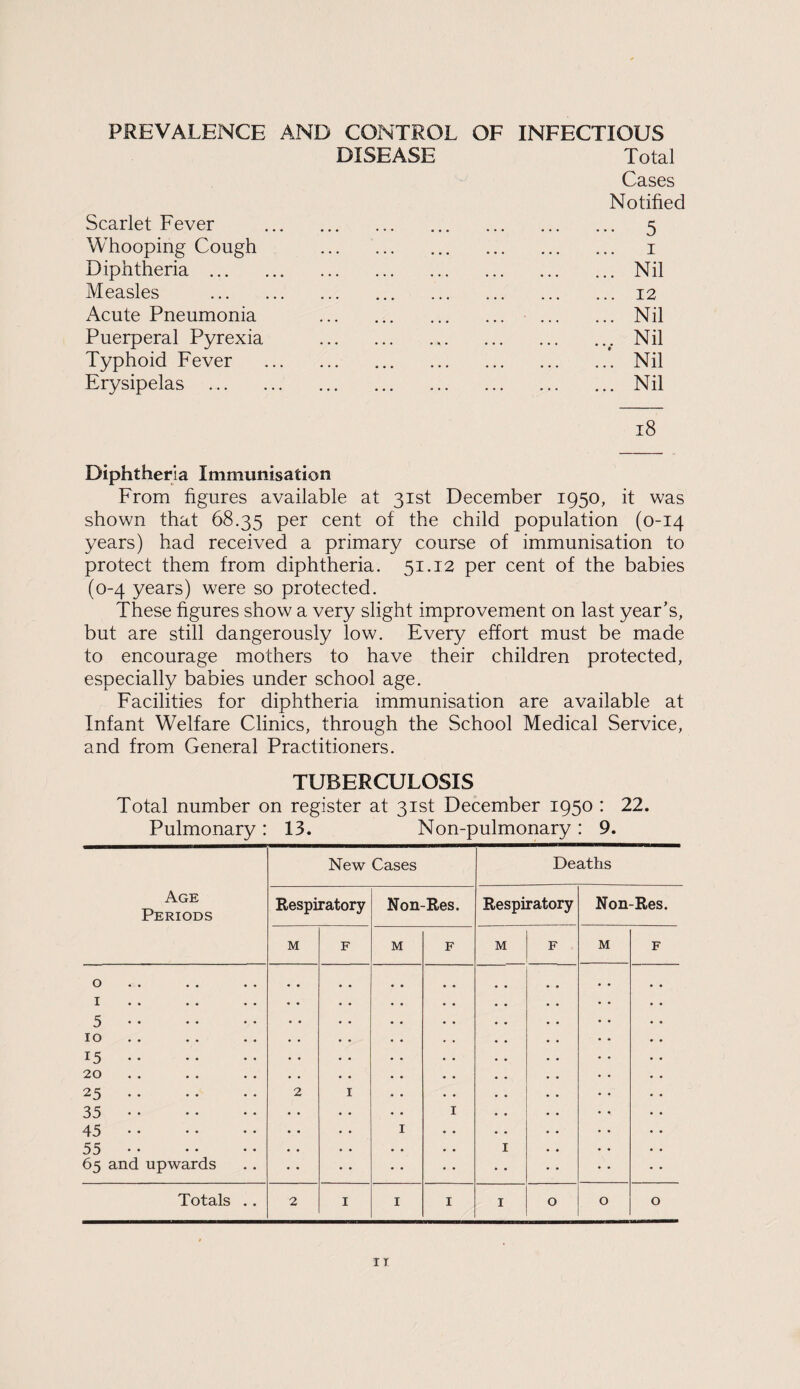 PREVALENCE AND CONTROL OF INFECTIOUS
DISEASE Total
Cases
Notified
Scarlet Fever ... ... ... ... ... ... ... ... 5
Whooping Cough ... ... ... ... ... ... ... 1
Diphtheria ... ... ... ... ... ... ... ... ... Nil
Measles ... ... ... ... ... ... ... ... ... 12
Acute Pneumonia ... ... ... ... ... ... ... Nil
Puerperal Pyrexia ... ... ... ... ... ... ... Nil
Typhoid Fever ... ... ... ... ... ... ... ... Nil
Erysipelas ... ... ... ... ... ... ... ... ... Nil
18
Diphtheria Immunisation
From figures available at 31st December 1950, it was
shown that 68.35 per cent of the child population (0-14
years) had received a primary course of immunisation to
protect them from diphtheria. 51.12 per cent of the babies
(0-4 years) were so protected.
These figures show a very slight improvement on last year's,
but are still dangerously low. Every effort must be made
to encourage mothers to have their children protected,
especially babies under school age.
Facilities for diphtheria immunisation are available at
Infant Welfare Clinics, through the School Medical Service,
and from General Practitioners.
TUBERCULOSIS
Total number on register at 31st December 1950 : 22.
Pulmonary : 13. Non-pulmonary : 9.
Age Periods New Cases Deaths
Respiratory Non-Res. Respiratory Non-Res.
M F M F M F M F
0 .. .. .. .. .. .. .. .. .. .. ..
1 .. .. .. .. .. .. .. .. .. .. ..
5 .. .. .. .. .. .. .. .. .. .. ..
10 .. .. .. .. .. .. .. .. .. .. ..
15 .. .. .. .. .. .. .. .. .. .. ..
20 .. .. .. .. .. .. .. .. .. .. ..
25 .. .. .. 2 1 .. .. .. .. .. ..
35 .. .. .. .. .. .. 1 .. .. .. ..
45 .. .. .. .. .. 1 .. .. .. .. ..
55 .. .. .. .. .. .. .. 1 .. .. ..
65 and upwards .. .. .. .. .. .. .. .. ..
Totals .. 2 1 1 1 1 0 0 0
11